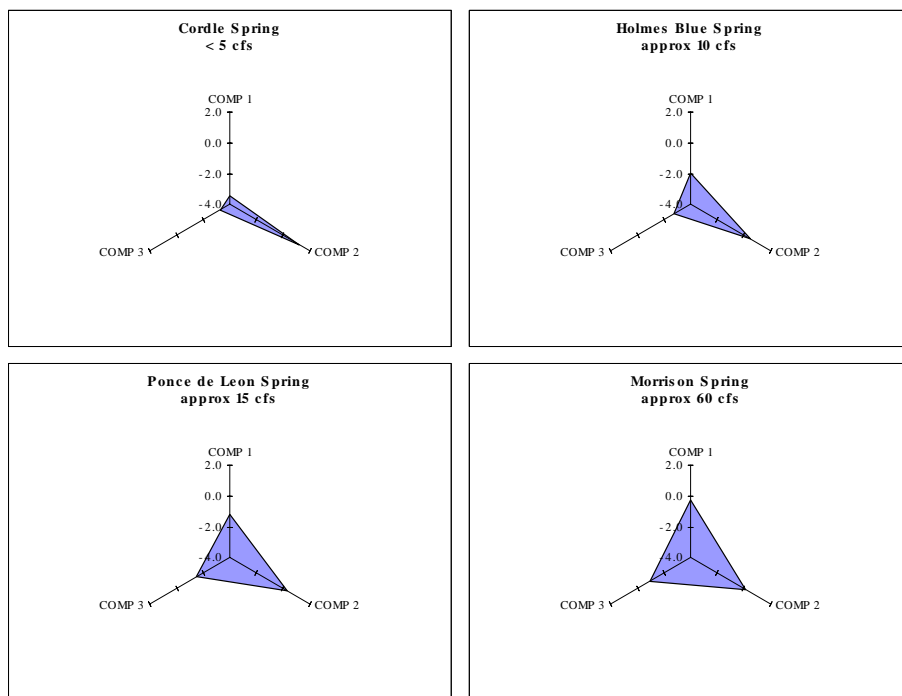 Cordle Spring
< 5 cfs
COMP 1
2.0
0.0
-2.0
-4.0
COMP 3
COMP 2
Holmes Blue Spring
approx 10 cfs
COMP 1
2.0
0.0
-2.0
-4.0
COMP 3
COMP 2
Ponce de Leon Spring
approx 15 cfs
COMP 1
2.0
0.0
-2.0
-4.0
COMP 3
COMP 2
Morrison Spring
approx 60 cfs
COMP 1
2.0
0.0
-2.0
-4.0
COMP 3
COMP 2